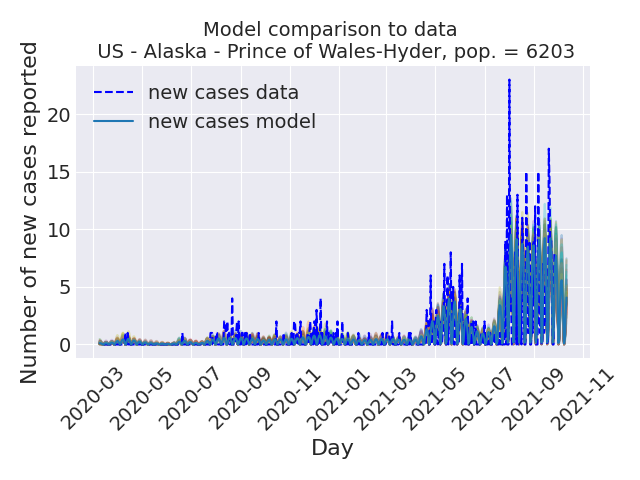 Model comparison to data
US - Alaska - Prince of Wales-Hyder, pop. = 6203
Number of new cases reported
new cases data
new cases model
20
15
10
5
0
2020-03
2020-05
2020-07
2020-09
2020-11
2021-01
2021-03
2021-05
2021-07
2021-09
2021-11
Day